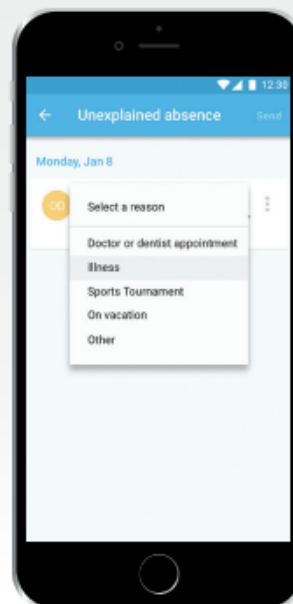 12:30
Unexplained absence Send
Monday, Jan 8
OD
Select a reason
Doctor or dentist appointment
Illness
Sports Tournament
On vacation
Other